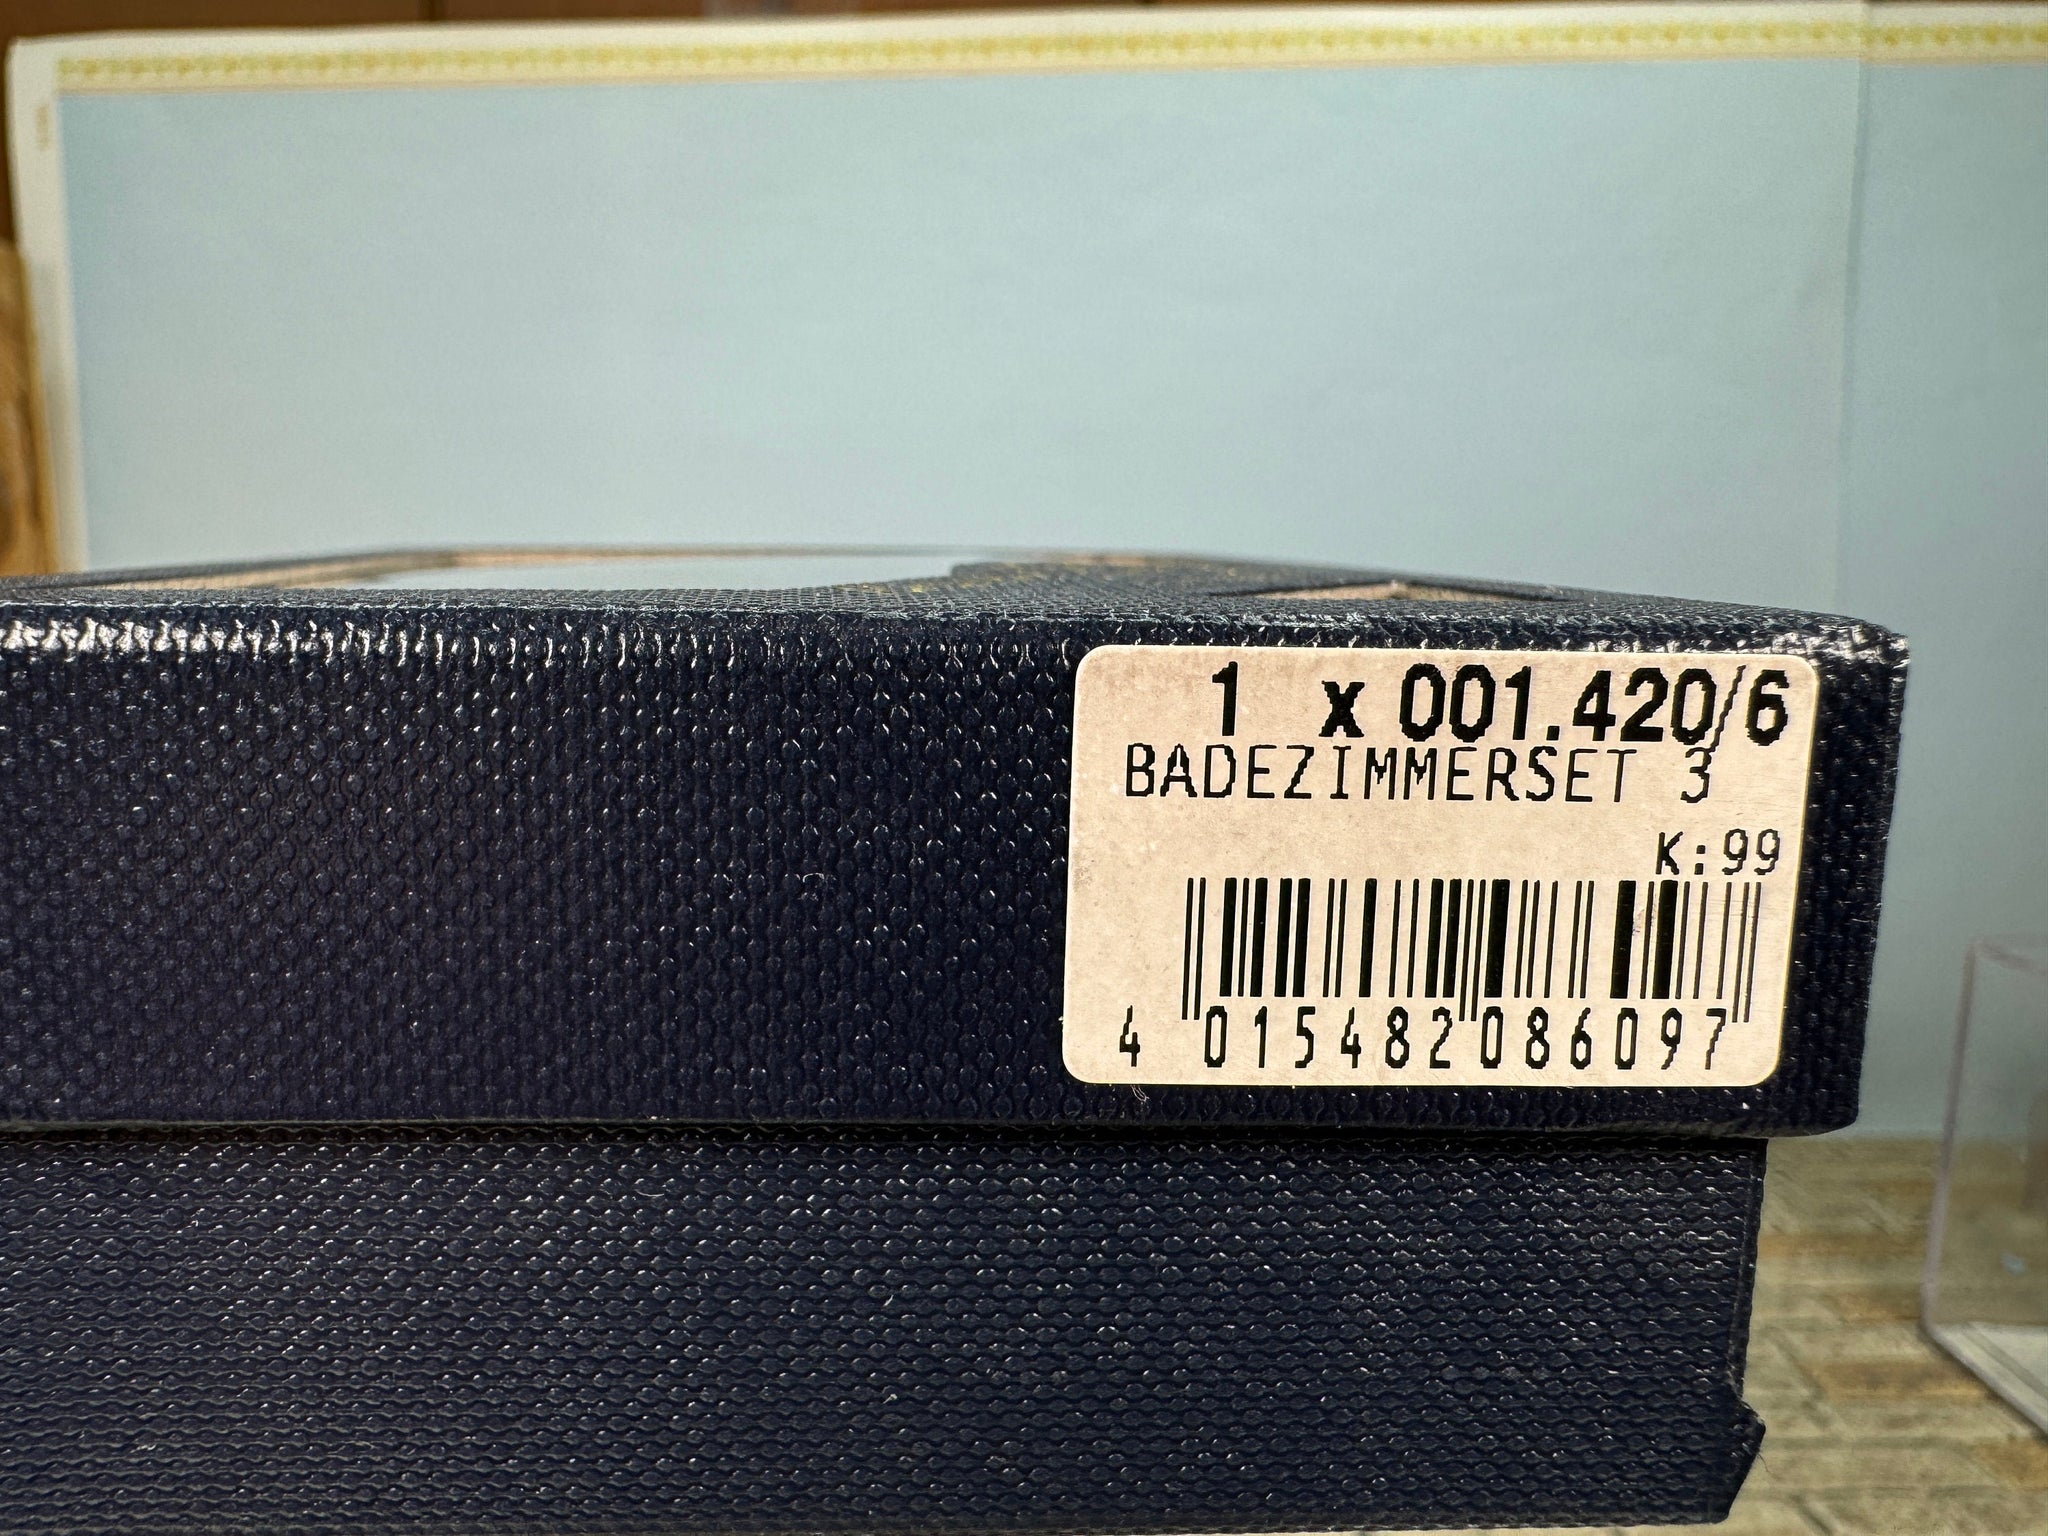 1 x 001.420/6
BADEZIMMERSET 3
K:99
4 015482 086097